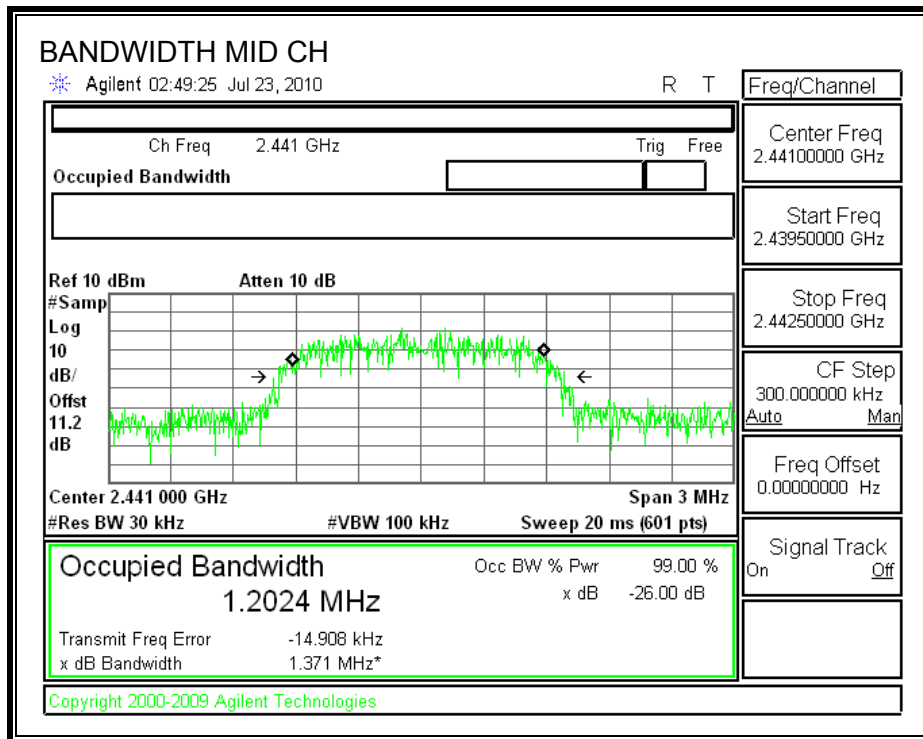 BANDWIDTH MID CH
Agilent 02:49:25 Jul 23, 2010 R T
Freq/Channel
Ch Freq 2.441 GHz Trig Free
Occupied Bandwidth
Center Freq
2.44100000 GHz
Start Freq
2.43950000 GHz
Stop Freq
2.44250000 GHz
CF Step
300.000000 kHz
Auto Man
Freq Offset
0.00000000 Hz
Signal Track
On Off
Ref 10 dBm Atten 10 dB
#Samp
Log
10
dB/
Offst
11.2
dB
Center 2.441 000 GHz Span 3 MHz
#Res BW 30 kHz #VBW 100 kHz Sweep 20 ms (601 pts)
Occupied Bandwidth
1.2024 MHz
Occ BW % Pwr 99.00 %
x dB -26.00 dB
Transmit Freq Error -14.908 kHz
x dB Bandwidth 1.371 MHz*
Copyright 2000-2009 Agilent Technologies